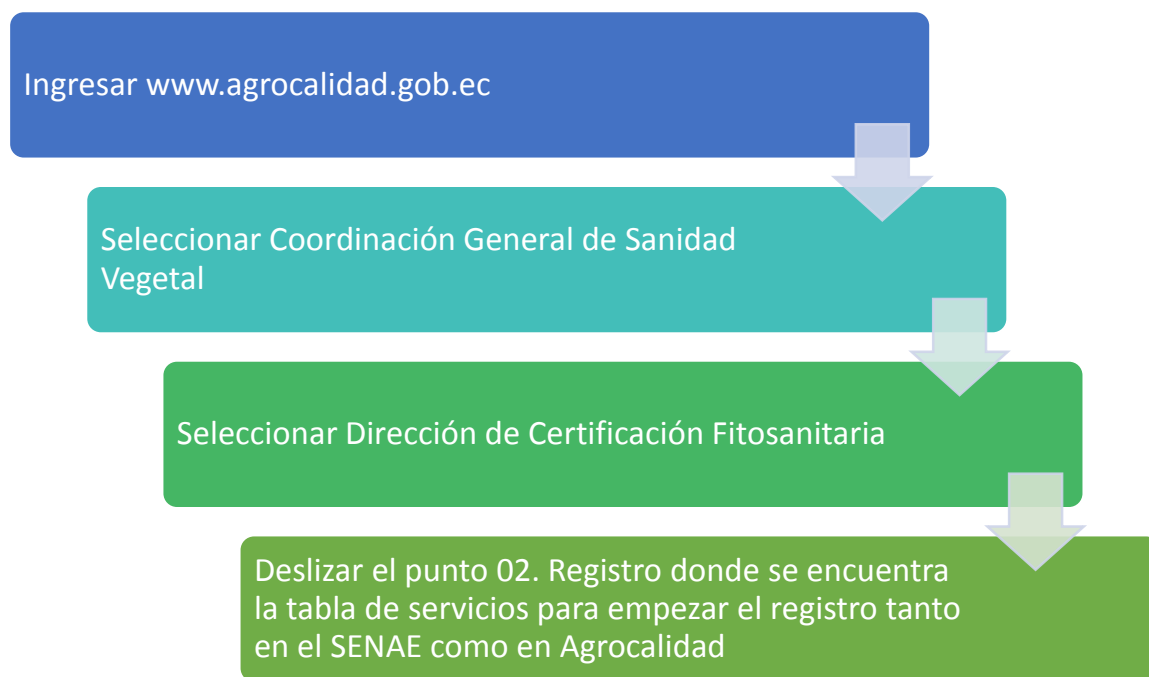 Ingresar www.agrocalidad.gob.ec
Seleccionar Coordinación General de Sanidad
Vegetal
Seleccionar Dirección de Certificación Fitosanitaria
Deslizar el punto 02. Registro donde se encuentra
la tabla de servicios para empezar el registro tanto
en el SENAE como en Agrocalidad